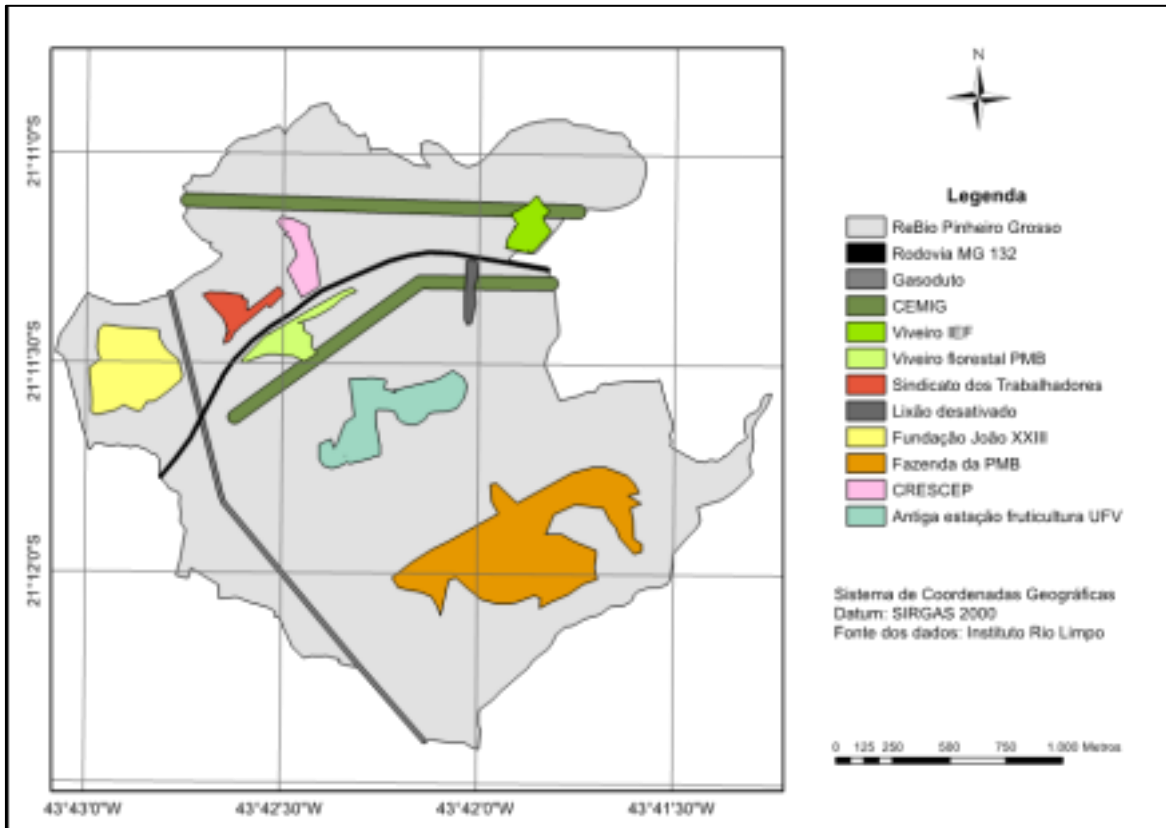 N
21°11'0"S
21°11'30"S
21°12'0"S
43°43'0"W
43°42'30"W
43°42'0"W
43°41'30"W
Legenda
ReBio Pinheiro Grosso
Rodovia MG 132
Gasoduto
CEMIG
Viveiro IEF
Viveiro florestal PMB
Sindicato dos Trabalhadores
Lixão desativado
Fundação João XXIII
Fazenda da PMB
CRESCEP
Antiga estação fruticultura UFV
Sistema de Coordenadas Geográficas
Datum: SIRGAS 2000
Fonte dos dados: Instituto Rio Limpo
0 125 250 500 750 1.000 Metros